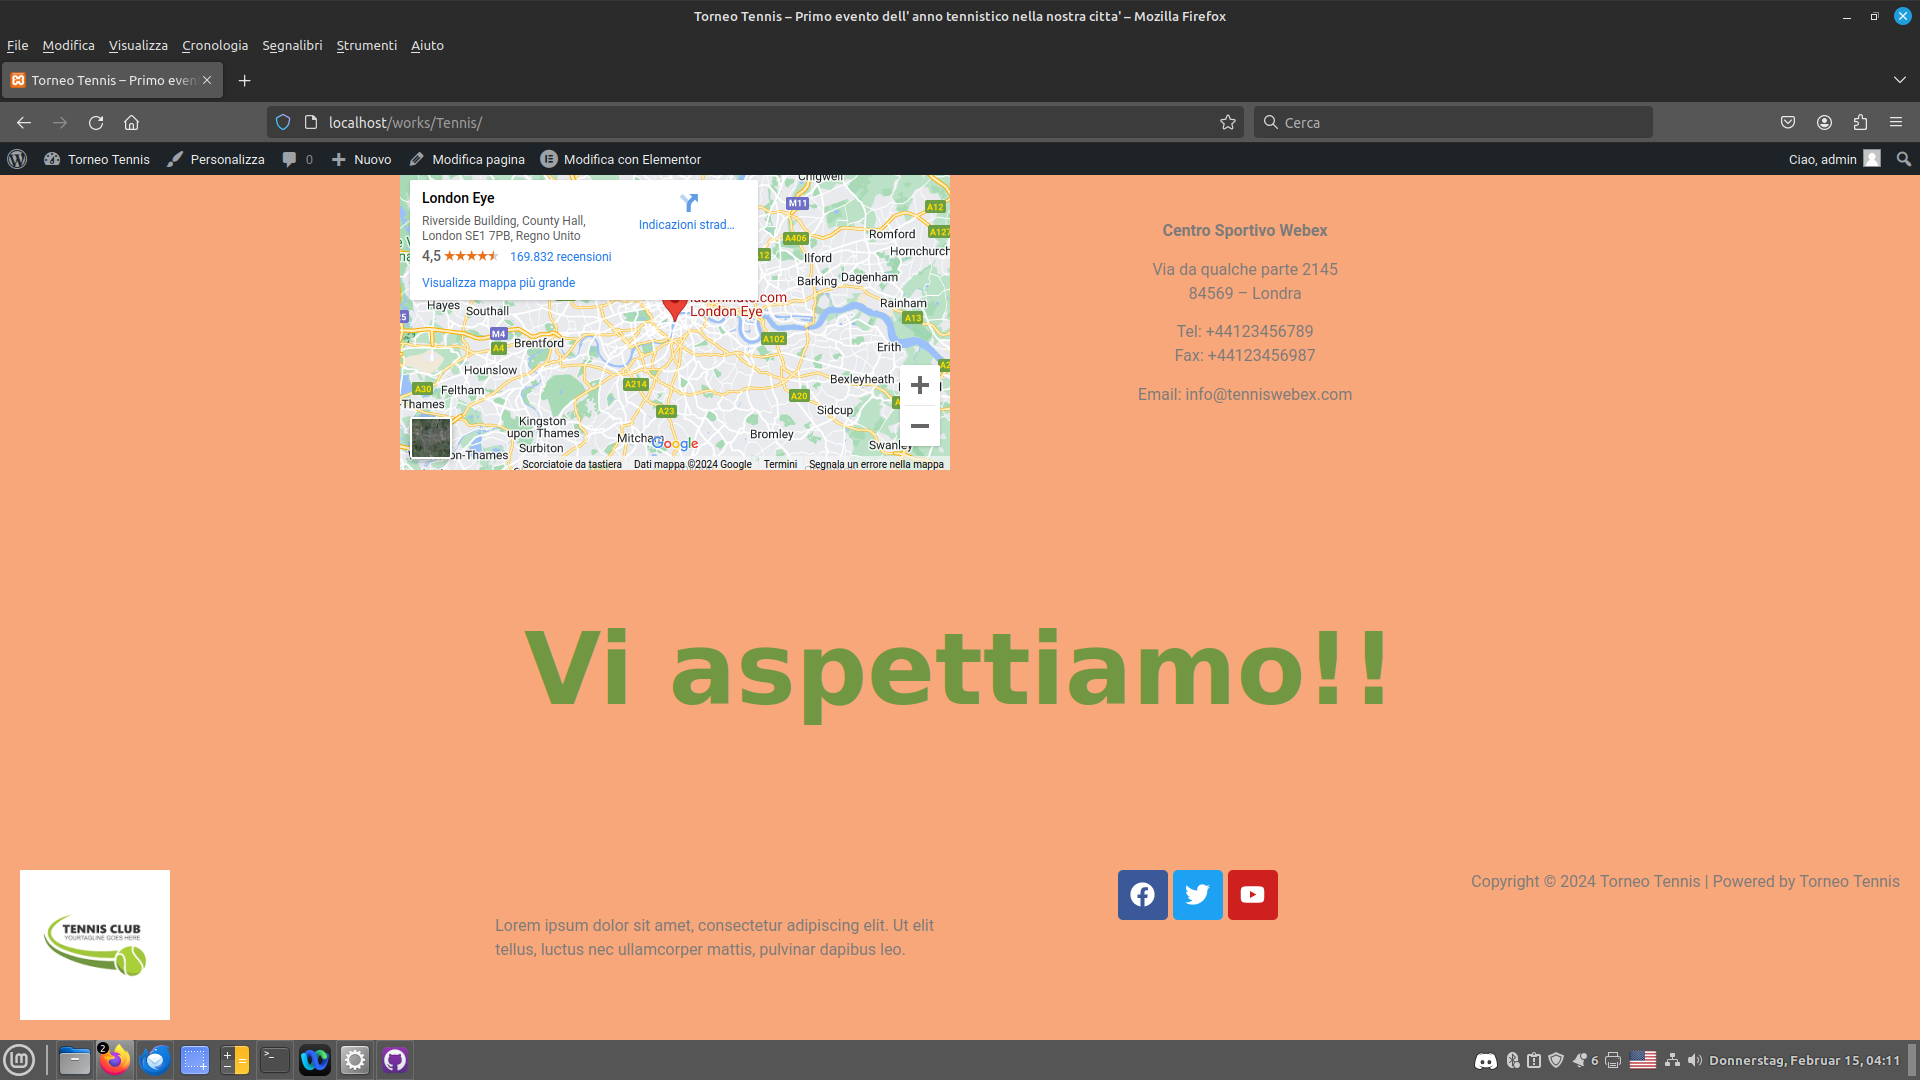 Torneo Tennis – Primo evento dell' anno tennistico nella nostra citta' – Mozilla Firefox
File Modifica Visualizza Cronologia Segnalibri Strumenti Aiuto
Torneo Tennis – Primo even
localhost/works/Tennis/
Cerca
Torneo Tennis Personalizza 0 Nuovo Modifica pagina Modifica con Elementor Ciao, admin
London Eye
Riverside Building, County Hall,
London SE1 7PB, Regno Unito
4,5 169.832 recensioni
Visualizza mappa più grande
Indicazioni strad...
Chigwell
M11
A12
A406
Romford
A127
Hornchurch
Ilford
Barking
Dagenham
Hayes
Southall
London Eye
Rainham
A13
M4
A4
Brentford
A102
Erith
Hounslow
A214
Bexleyheath
A30
Feltham
-Thames
A23
A20
Sidcup
Kingston
upon Thames
Surbiton
Mitcham
Google
Bromley
Swanley
on-Thames
Scorciatoie da tastiera Dati mappa ©2024 Google Termini Segnala un errore nella mappa
Centro Sportivo Webex
Via da qualche parte 2145
84569 – Londra
Tel: +44123456789
Fax: +44123456987
Email: info@tenniswebex.com
Vi aspettiamo!!
TENNIS CLUB
YOURTAGLINE GOES HERE
Lorem ipsum dolor sit amet, consectetur adipiscing elit. Ut elit
tellus, luctus nec ullamcorper mattis, pulvinar dapibus leo.
Copyright © 2024 Torneo Tennis | Powered by Torneo Tennis
2
6
Donnerstag, Februar 15, 04:11